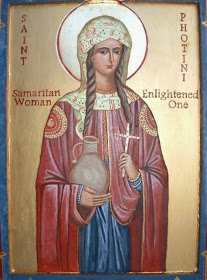 SAINT
PHOTINI
Samaritan
Woman
Enlightened
One